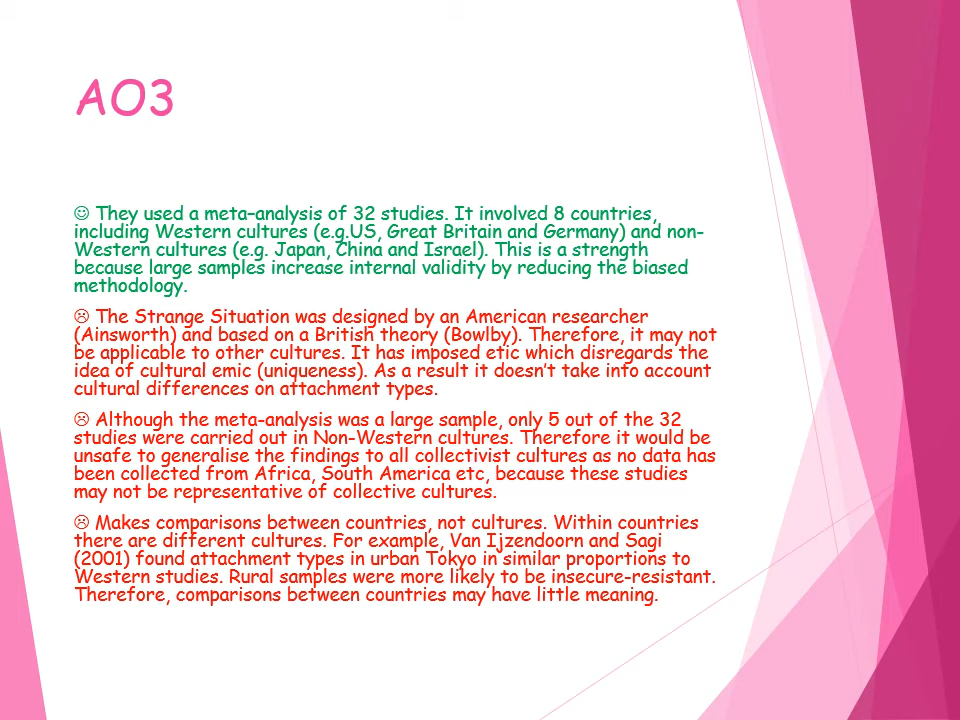 AO3
☺ They used a meta–analysis of 32 studies. It involved 8 countries,
including Western cultures (e.g.US, Great Britain and Germany) and non-
Western cultures (e.g. Japan, China and Israel). This is a strength
because large samples increase internal validity by reducing the biased
methodology.
☹ The Strange Situation was designed by an American researcher
(Ainsworth) and based on a British theory (Bowlby). Therefore, it may not
be applicable to other cultures. It has imposed etic which disregards the
idea of cultural emic (uniqueness). As a result it doesn’t take into account
cultural differences on attachment types.
☹ Although the meta-analysis was a large sample, only 5 out of the 32
studies were carried out in Non-Western cultures. Therefore it would be
unsafe to generalise the findings to all collectivist cultures as no data has
been collected from Africa, South America etc, because these studies
may not be representative of collective cultures.
☹ Makes comparisons between countries, not cultures. Within countries
there are different cultures. For example, Van Ijzendoorn and Sagi
(2001) found attachment types in urban Tokyo in similar proportions to
Western studies. Rural samples were more likely to be insecure-resistant.
Therefore, comparisons between countries may have little meaning.